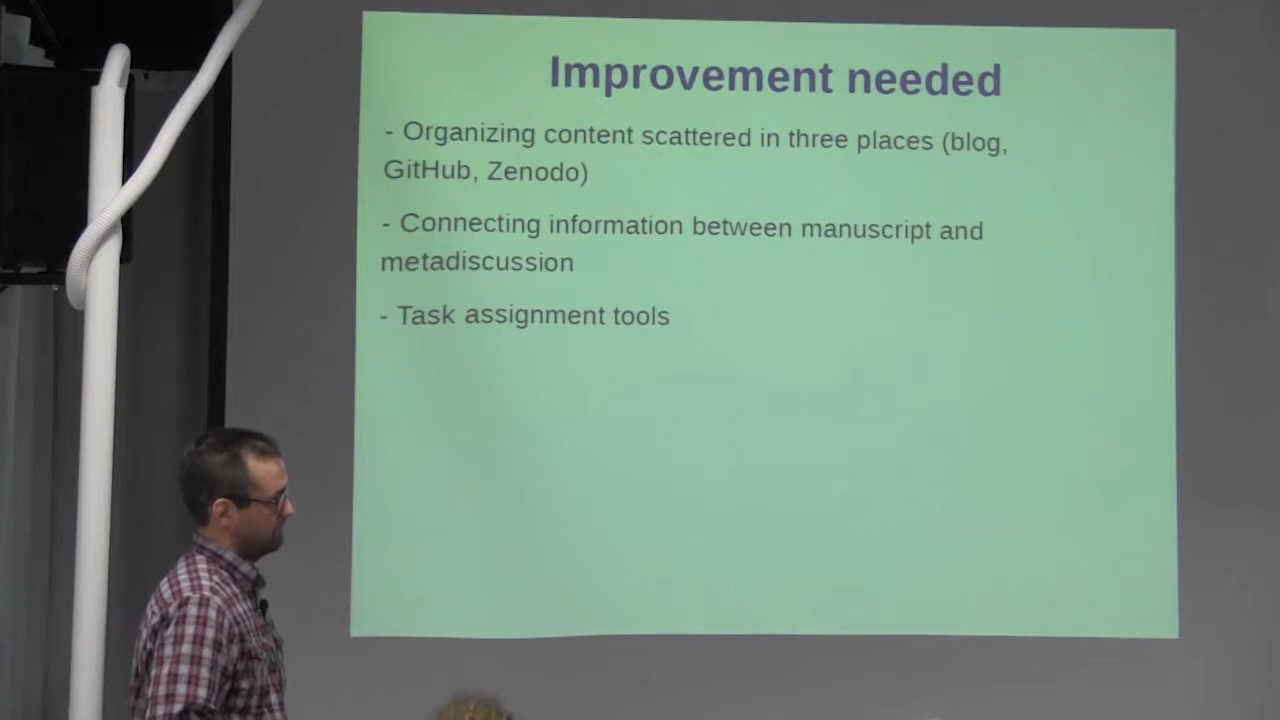 Improvement needed
- Organizing content scattered in three places (blog,
GitHub, Zenodo)
- Connecting information between manuscript and
metadiscussion
- Task assignment tools